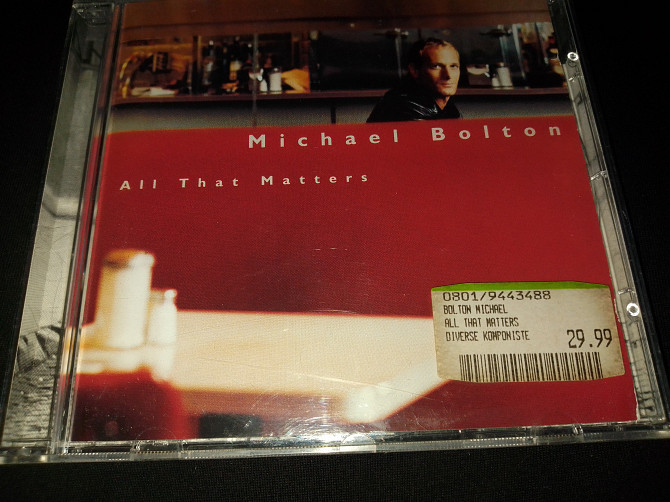 Michael Bolton
All That Matters
0801/9443488
BOLTON MICHAEL
ALL THAT MATTERS
DIVERSE KOMPONISTE 29.99